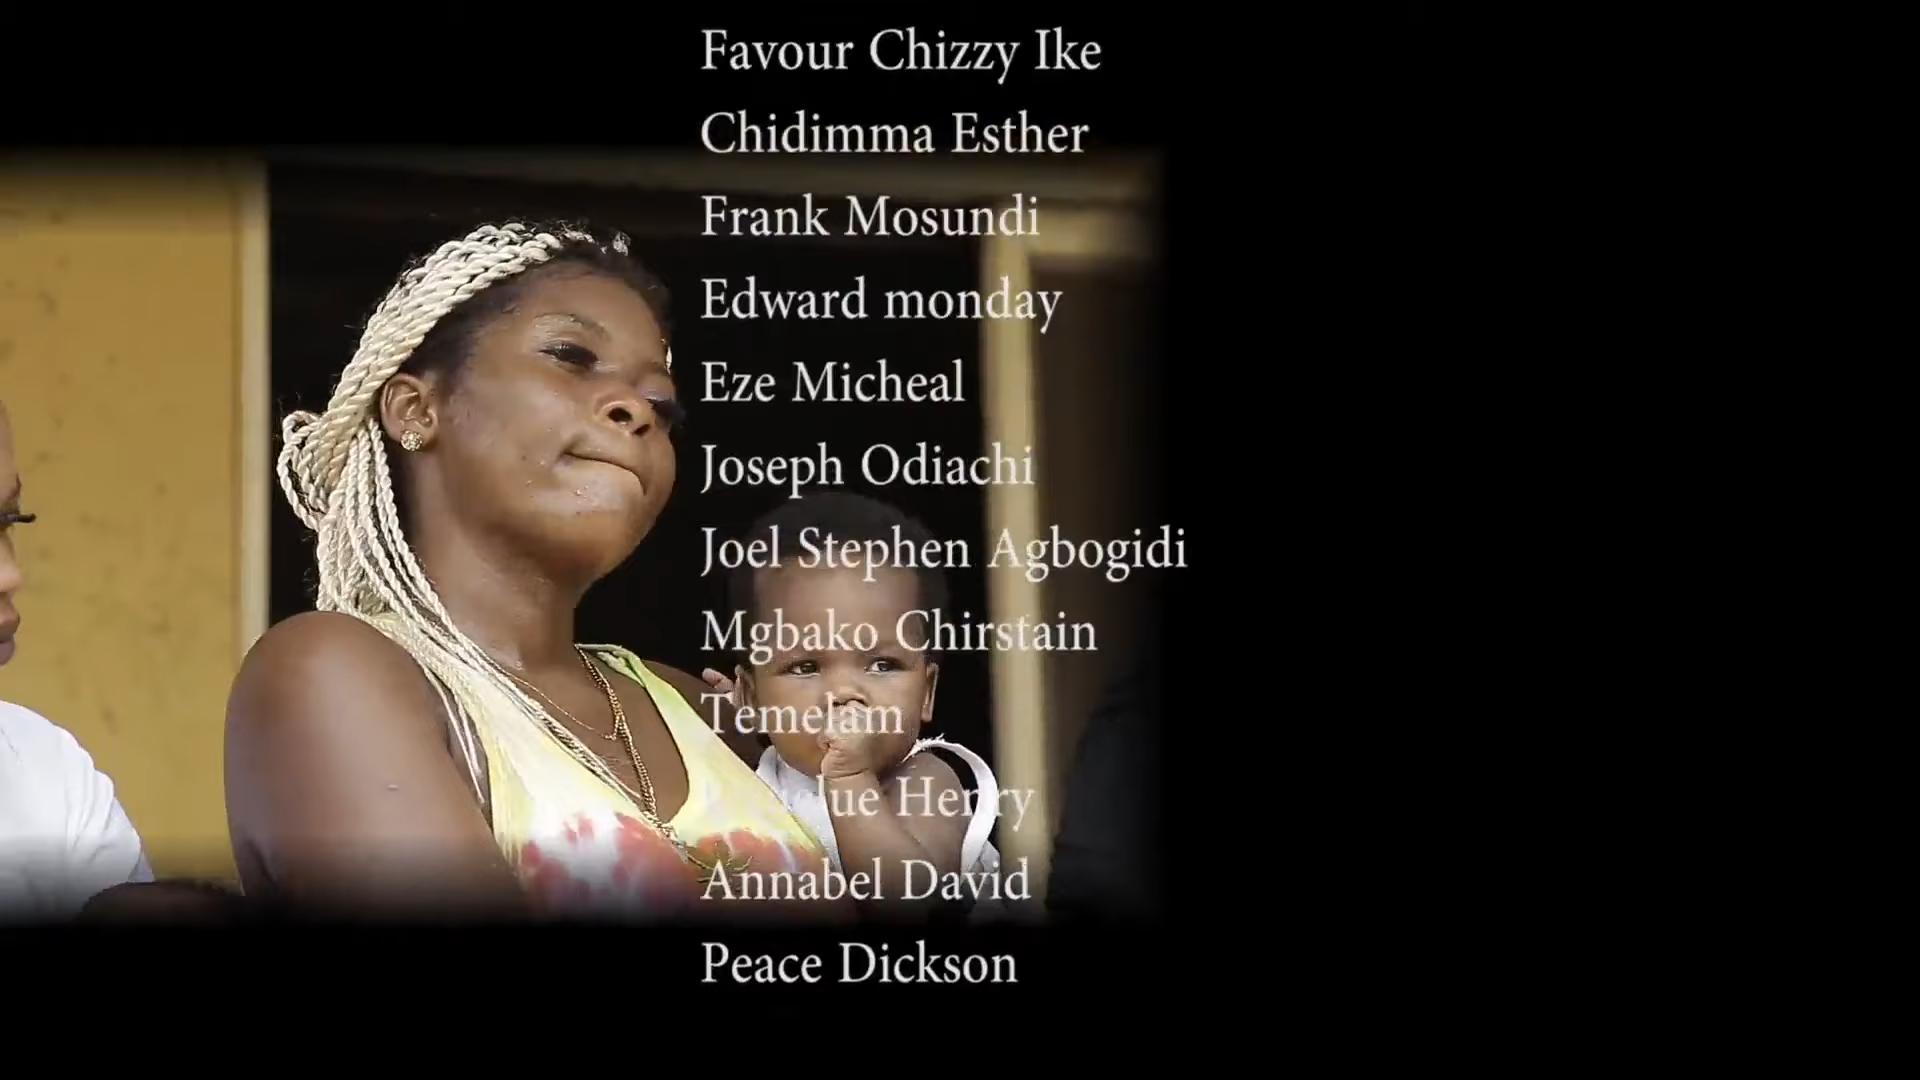 Favour Chizzy Ike
Chidimma Esther
Frank Mosundi
Edward monday
Eze Micheal
Joseph Odiachi
Joel Stephen Agbogidi
Mgbako Chirstain
Temelam
Henry
Annabel David
Peace Dickson